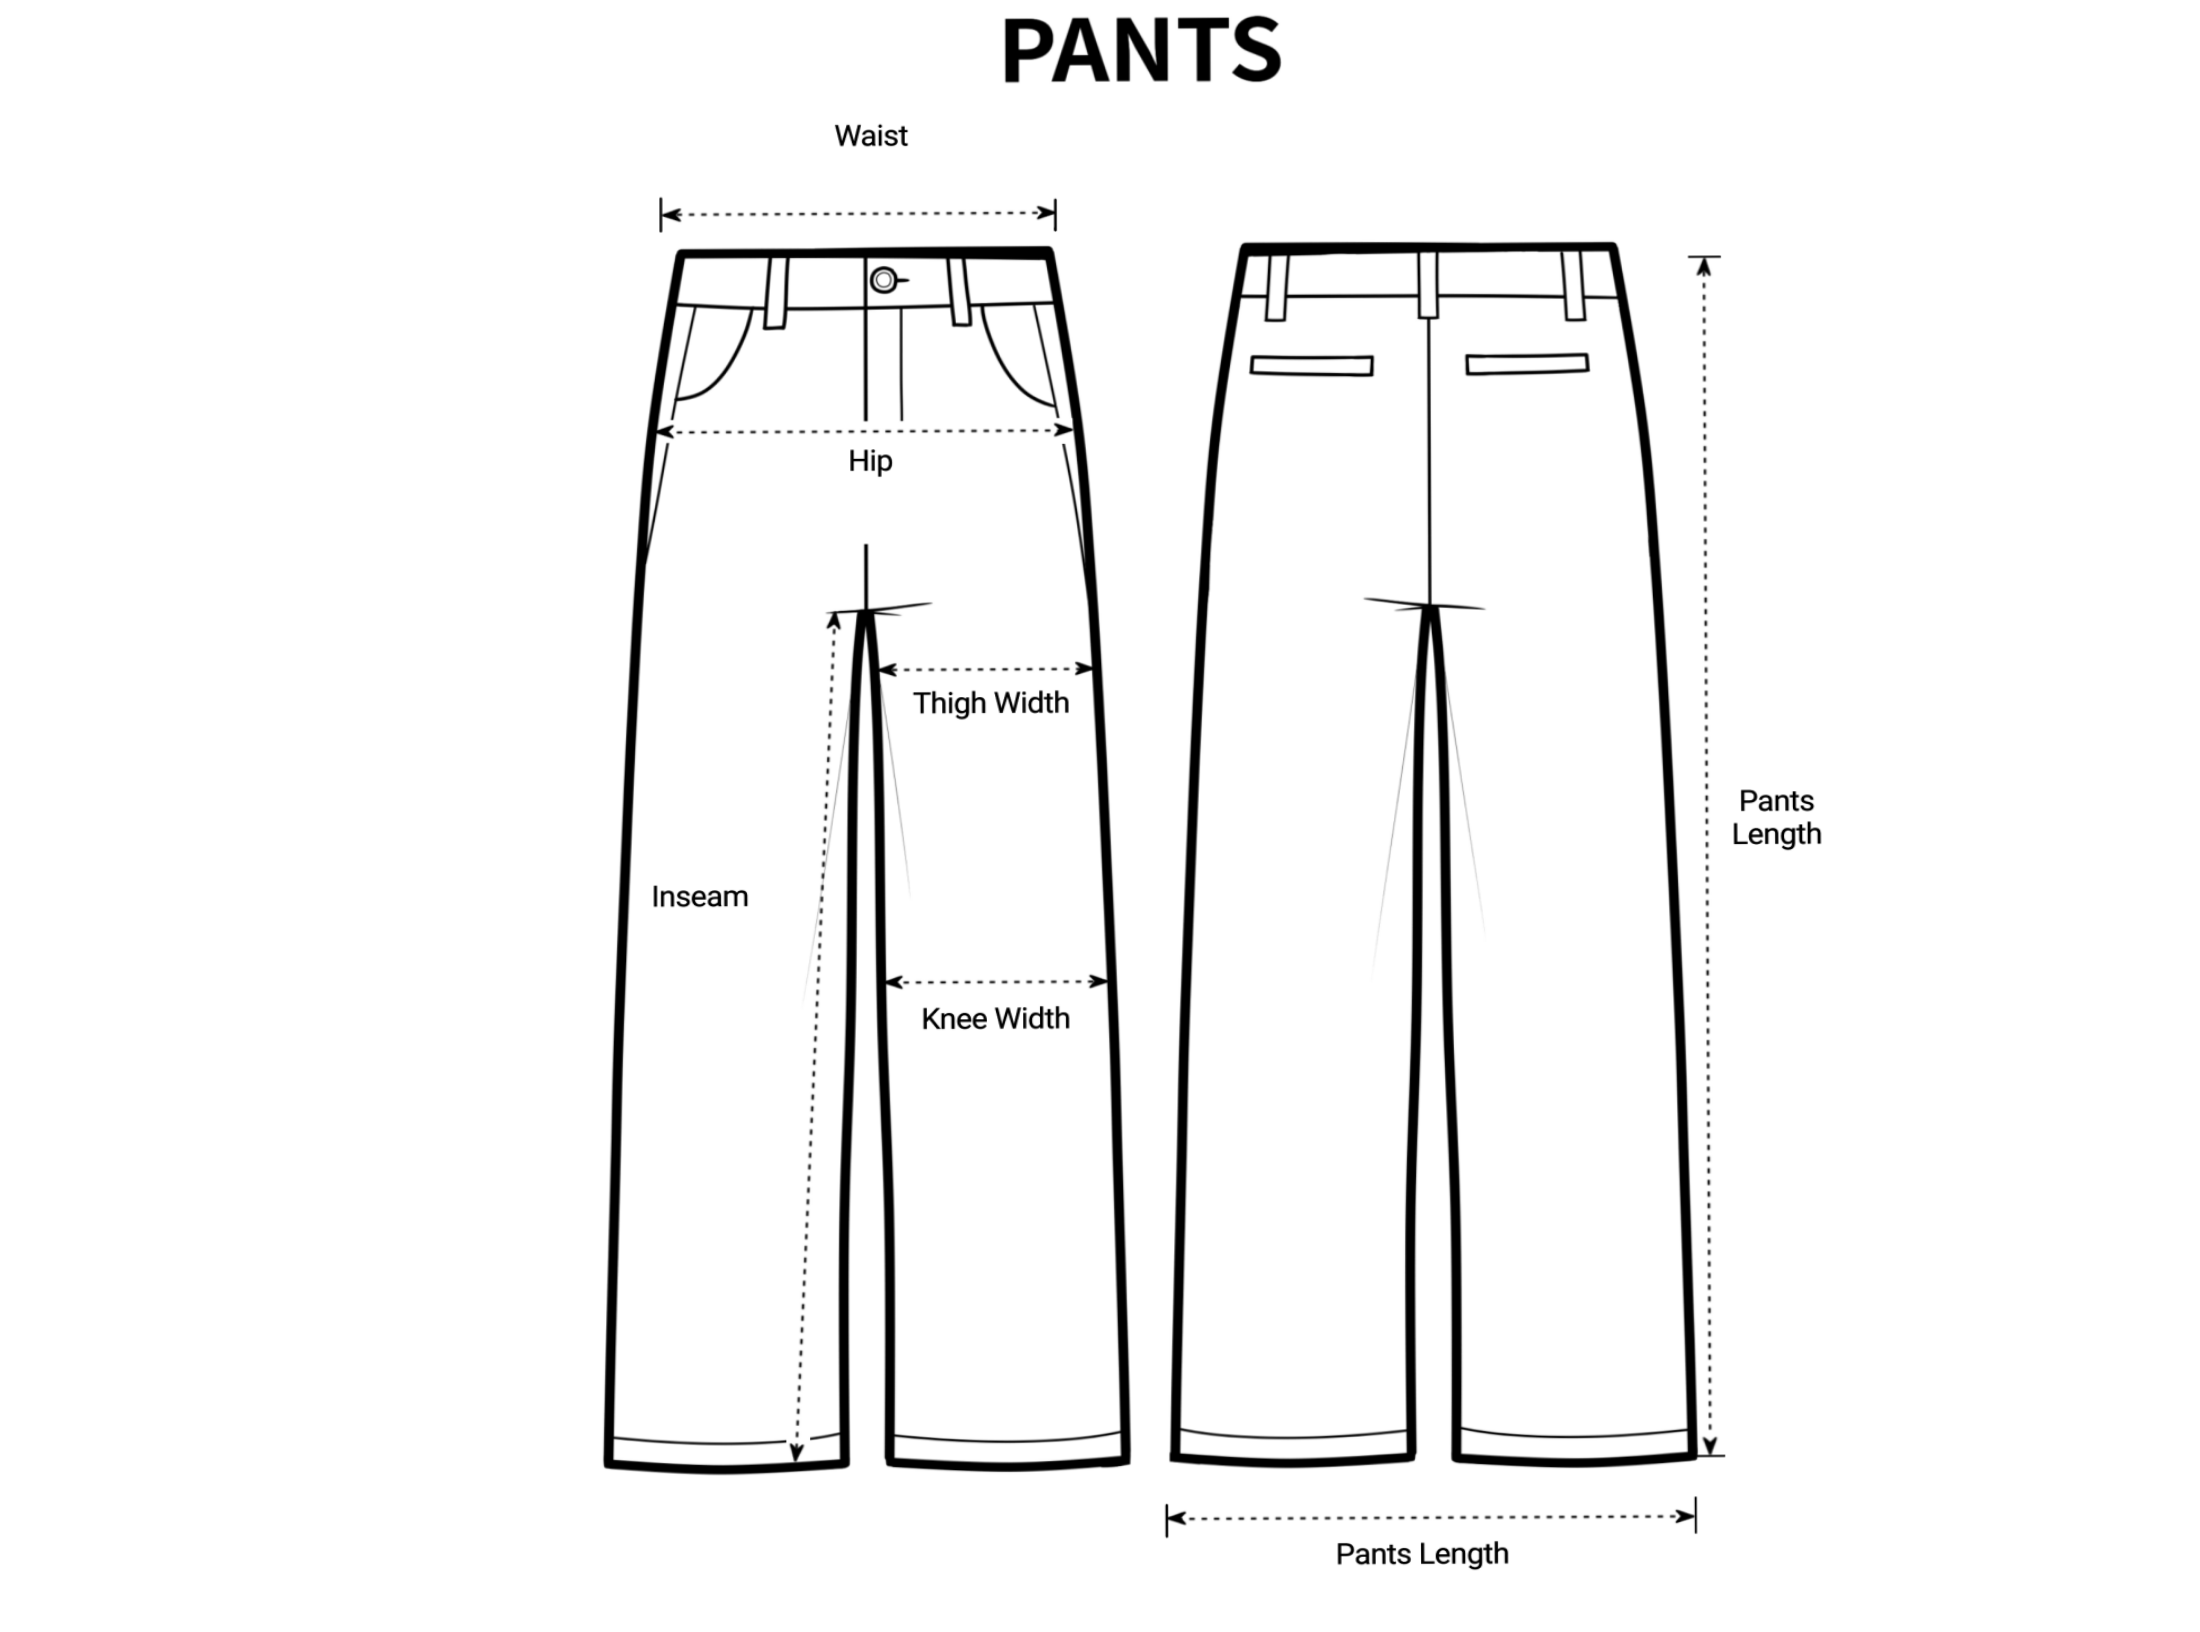 PANTS
Waist
Hip
Thigh Width
Pants
Length
Inseam
Knee Width
Pants Length